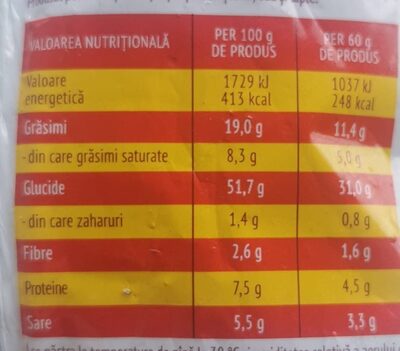 VALOAREA NUTRIȚIONALĂ PER 100 g DE PRODUS PER 60 g DE PRODUS
Valoare energetică 1729 kJ 413 kcal 1037 kJ 248 kcal
Grăsimi 19,0 g 11,4 g
- din care grăsimi saturate 8,3 g 5,0 g
Glucide 51,7 g 31,0 g
- din care zaharuri 1,4 g 0,8 g
Fibre 2,6 g 1,6 g
Proteine 7,5 g 4,5 g
Sare 5,5 g 3,3 g